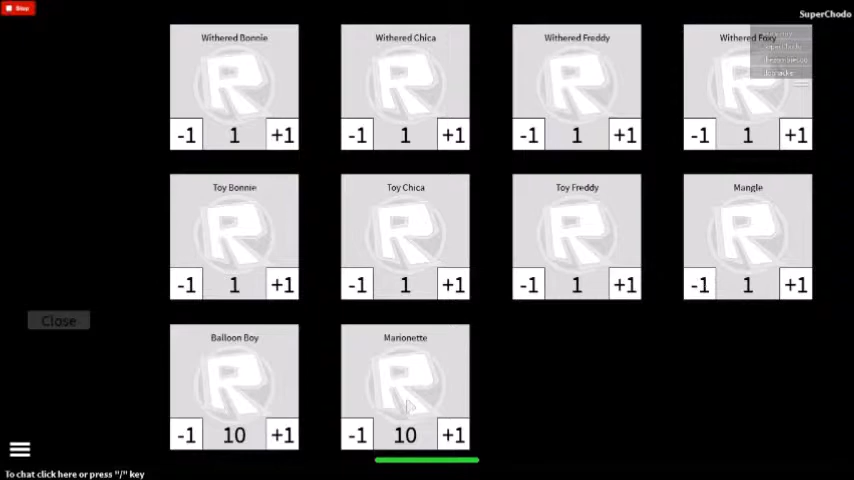 Stop
SuperChodo
Withered Bonnie
Withered Chica
Withered Freddy
Withered Foxy
-1 1 +1
-1 1 +1
-1 1 +1
-1 1 +1
Toy Bonnie
Toy Chica
Toy Freddy
Mangle
-1 1 +1
-1 1 +1
-1 1 +1
-1 1 +1
Close
Balloon Boy
Marionette
-1 10 +1
-1 10 +1
To chat click here or press "/" key